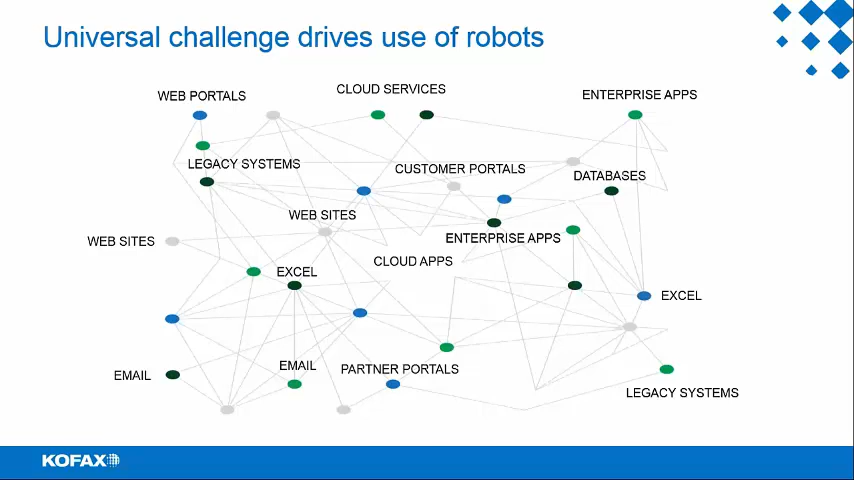 Universal challenge drives use of robots
CLOUD SERVICES
WEB PORTALS
ENTERPRISE APPS
LEGACY SYSTEMS
CUSTOMER PORTALS
DATABASES
WEB SITES
WEB SITES
ENTERPRISE APPS
CLOUD APPS
EXCEL
EXCEL
EMAIL
EMAIL
PARTNER PORTALS
LEGACY SYSTEMS
KOFAX